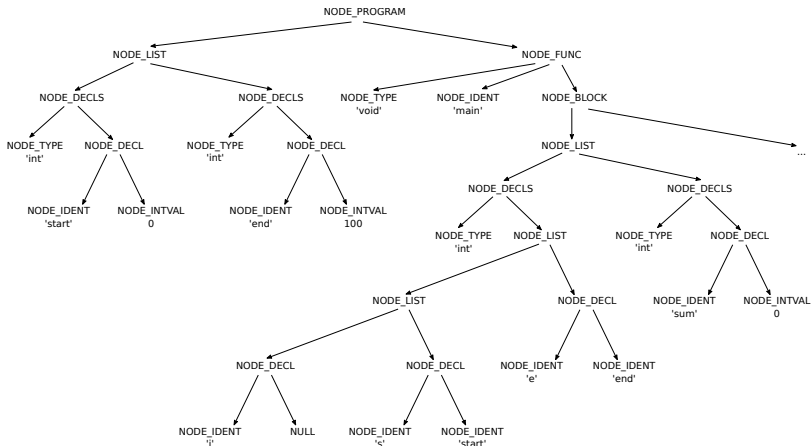 NODE_PROGRAM
NODE_LIST NODE_FUNC
NODE_DECLS NODE_DECLS NODE_TYPE NODE_IDENT NODE_BLOCK
'void' 'main'
NODE_TYPE NODE_DECL NODE_TYPE NODE_DECL NODE_LIST ...
'int' 'int'
NODE_DECLS NODE_DECLS
NODE_IDENT NODE_INTVAL NODE_IDENT NODE_INTVAL
'start' 0 'end' 100
NODE_TYPE NODE_LIST NODE_TYPE NODE_DECL
'int' 'int'
NODE_LIST NODE_DECL NODE_IDENT NODE_INTVAL
'sum' 0
NODE_DECL NODE_DECL NODE_IDENT NODE_IDENT
'e' 'end'
NODE_IDENT NULL NODE_IDENT NODE_IDENT
'i' 's' 'start'